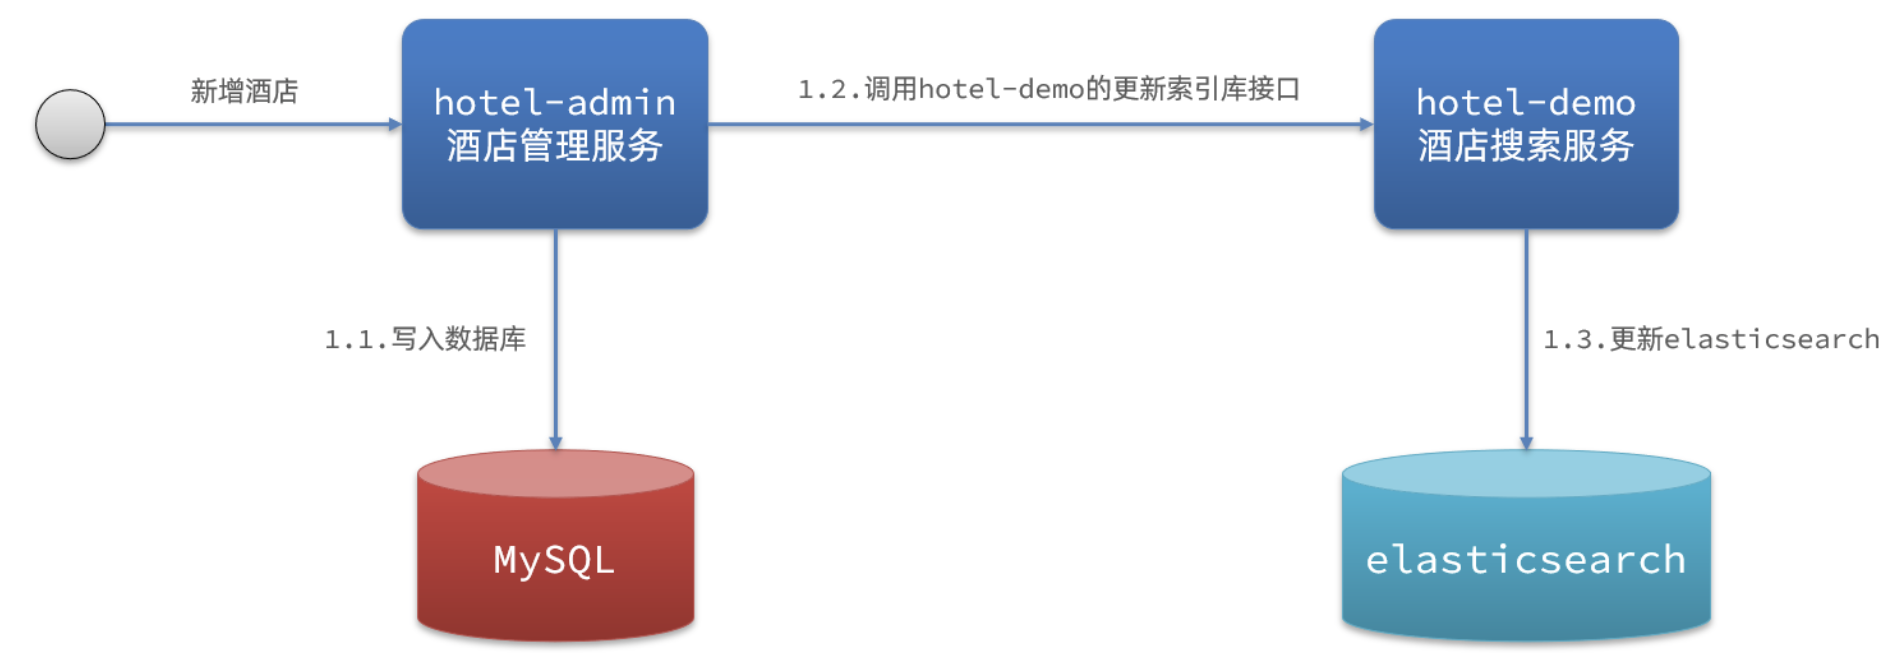 新增酒店
hotel-admin
酒店管理服务
1.2.调用hotel-demo的更新索引库接口
hotel-demo
酒店搜索服务
1.1.写入数据库
1.3.更新elasticsearch
MySQL
elasticsearch